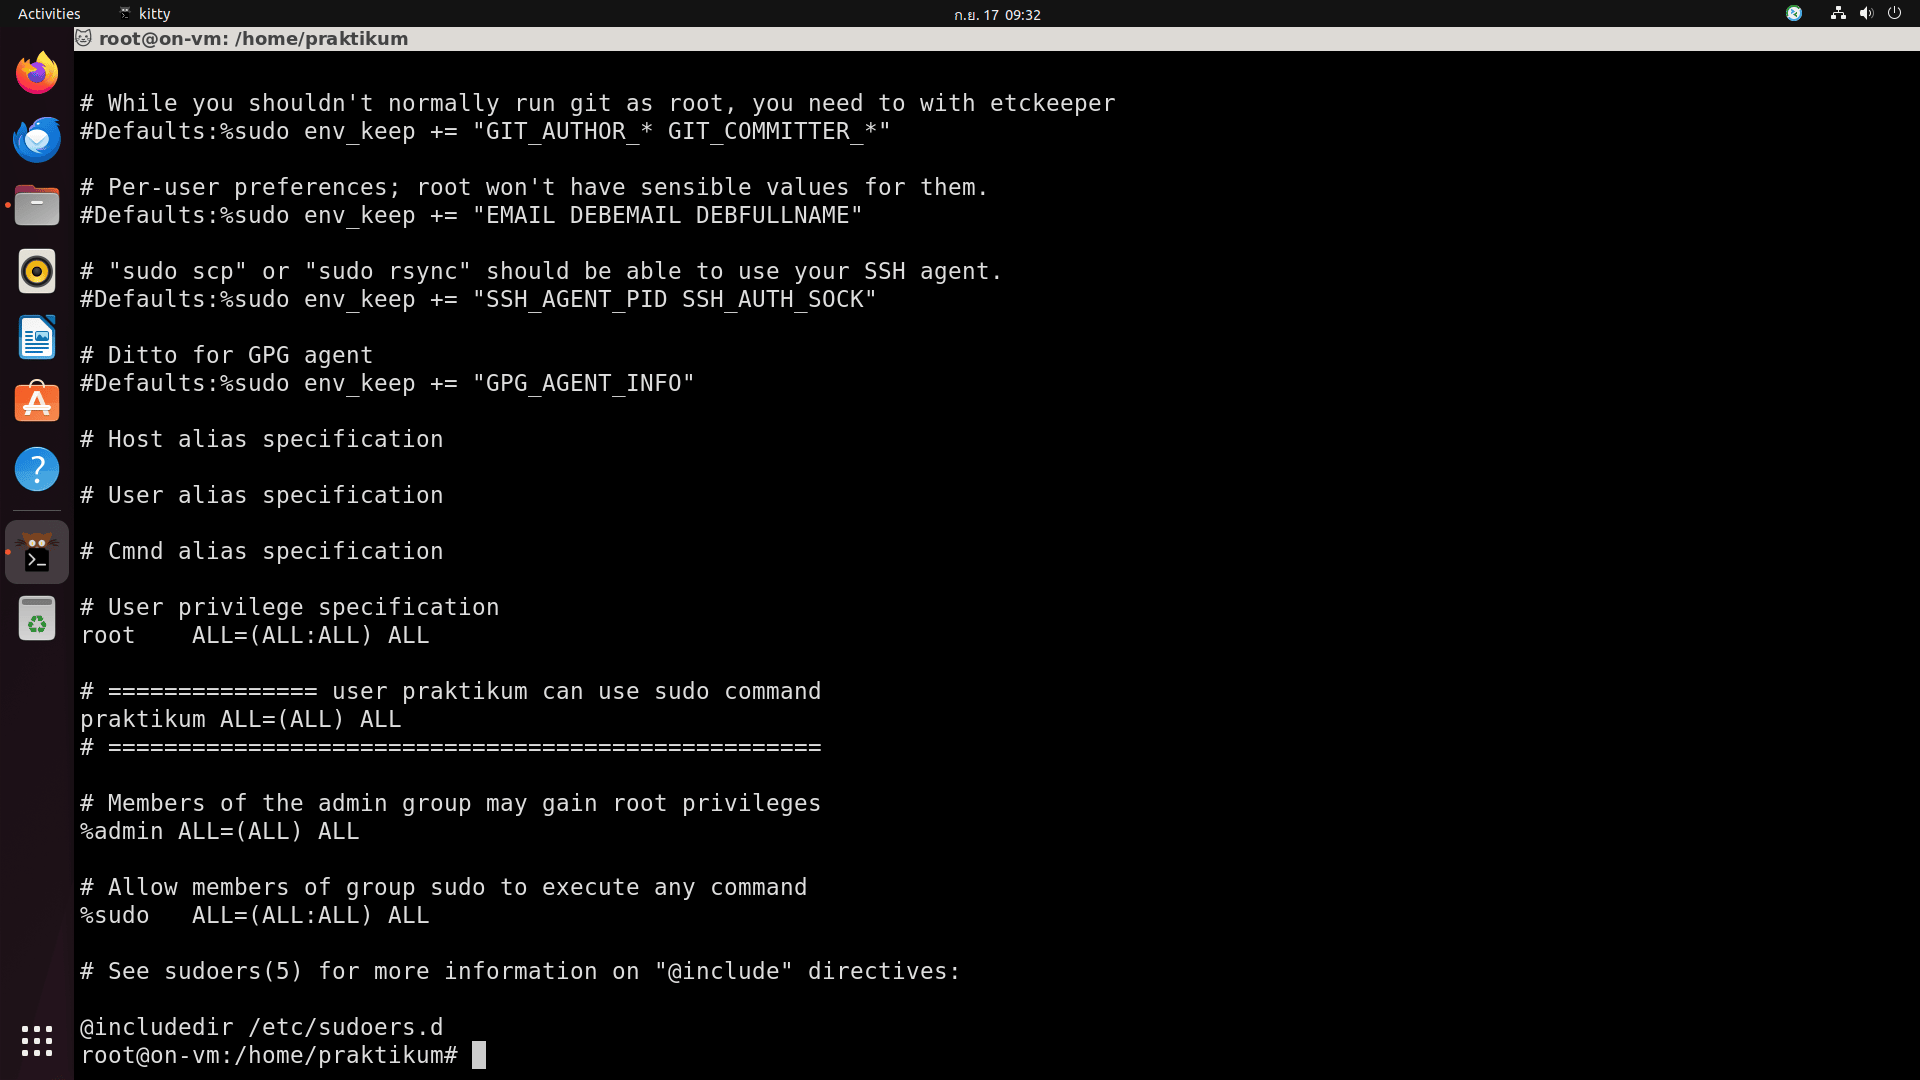 Activities
kitty
ก.ย. 17 09:32
root@on-vm: /home/praktikum
# While you shouldn't normally run git as root, you need to with etckeeper
#Defaults:%sudo env_keep += "GIT_AUTHOR_* GIT_COMMITTER_*"
# Per-user preferences; root won't have sensible values for them.
#Defaults:%sudo env_keep += "EMAIL DEBEMAIL DEBFULLNAME"
# "sudo scp" or "sudo rsync" should be able to use your SSH agent.
#Defaults:%sudo env_keep += "SSH_AGENT_PID SSH_AUTH_SOCK"
# Ditto for GPG agent
#Defaults:%sudo env_keep += "GPG_AGENT_INFO"
# Host alias specification
# User alias specification
# Cmnd alias specification
# User privilege specification
root    ALL=(ALL:ALL) ALL
# =============== user praktikum can use sudo command
praktikum ALL=(ALL) ALL
# ===================================================
# Members of the admin group may gain root privileges
%admin ALL=(ALL) ALL
# Allow members of group sudo to execute any command
%sudo   ALL=(ALL:ALL) ALL
# See sudoers(5) for more information on "@include" directives:
@includedir /etc/sudoers.d
root@on-vm:/home/praktikum#